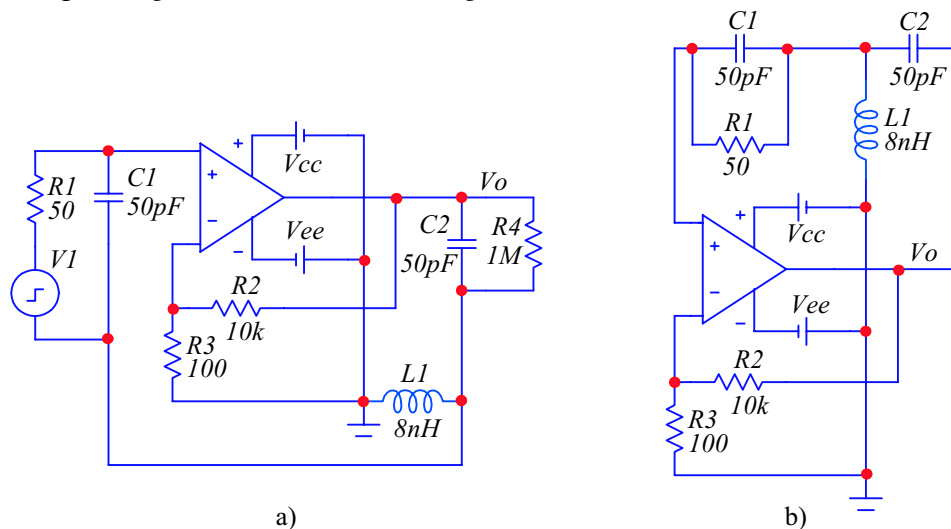 C1
50pF
R1
50
C2
50pF
L1
8nH
R1
50
C1
50pF
V1
+
+
−
−
Vcc
Vee
R2
10k
R3
100
L1
8nH
C2
50pF
Vo
R4
1M
+
+
−
−
Vcc
Vee
Vo
R2
10k
R3
100
a)
b)